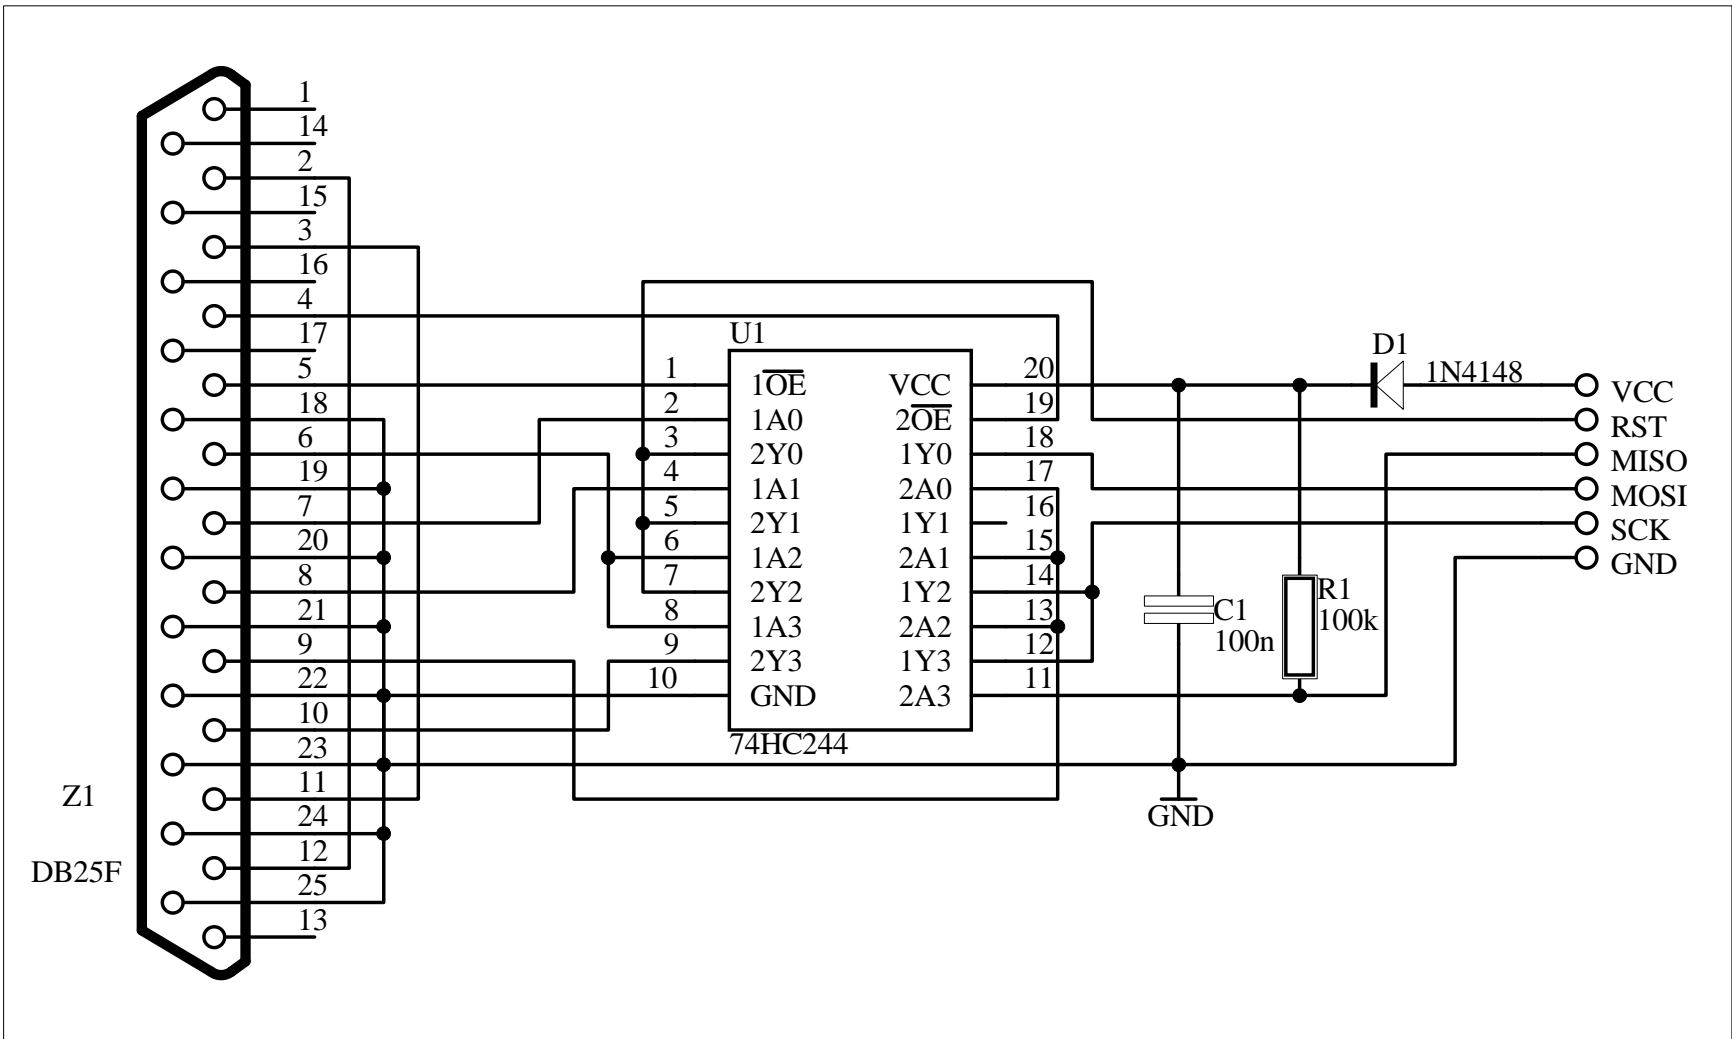 1
14
2
15
3
16
4
17
5
18
6
19
7
20
8
21
9
22
10
23
11
24
12
25
13
Z1
DB25F
U1
1 1OE VCC 20
2 1A0 2OE 19
3 2Y0 1Y0 18
4 1A1 2A0 17
5 2Y1 1Y1 16
6 1A2 2A1 15
7 2Y2 1Y2 14
8 1A3 2A2 13
9 2Y3 1Y3 12
10 GND 2A3 11
74HC244
D1
1N4148
C1
100n
R1
100k
GND
VCC
RST
MISO
MOSI
SCK
GND